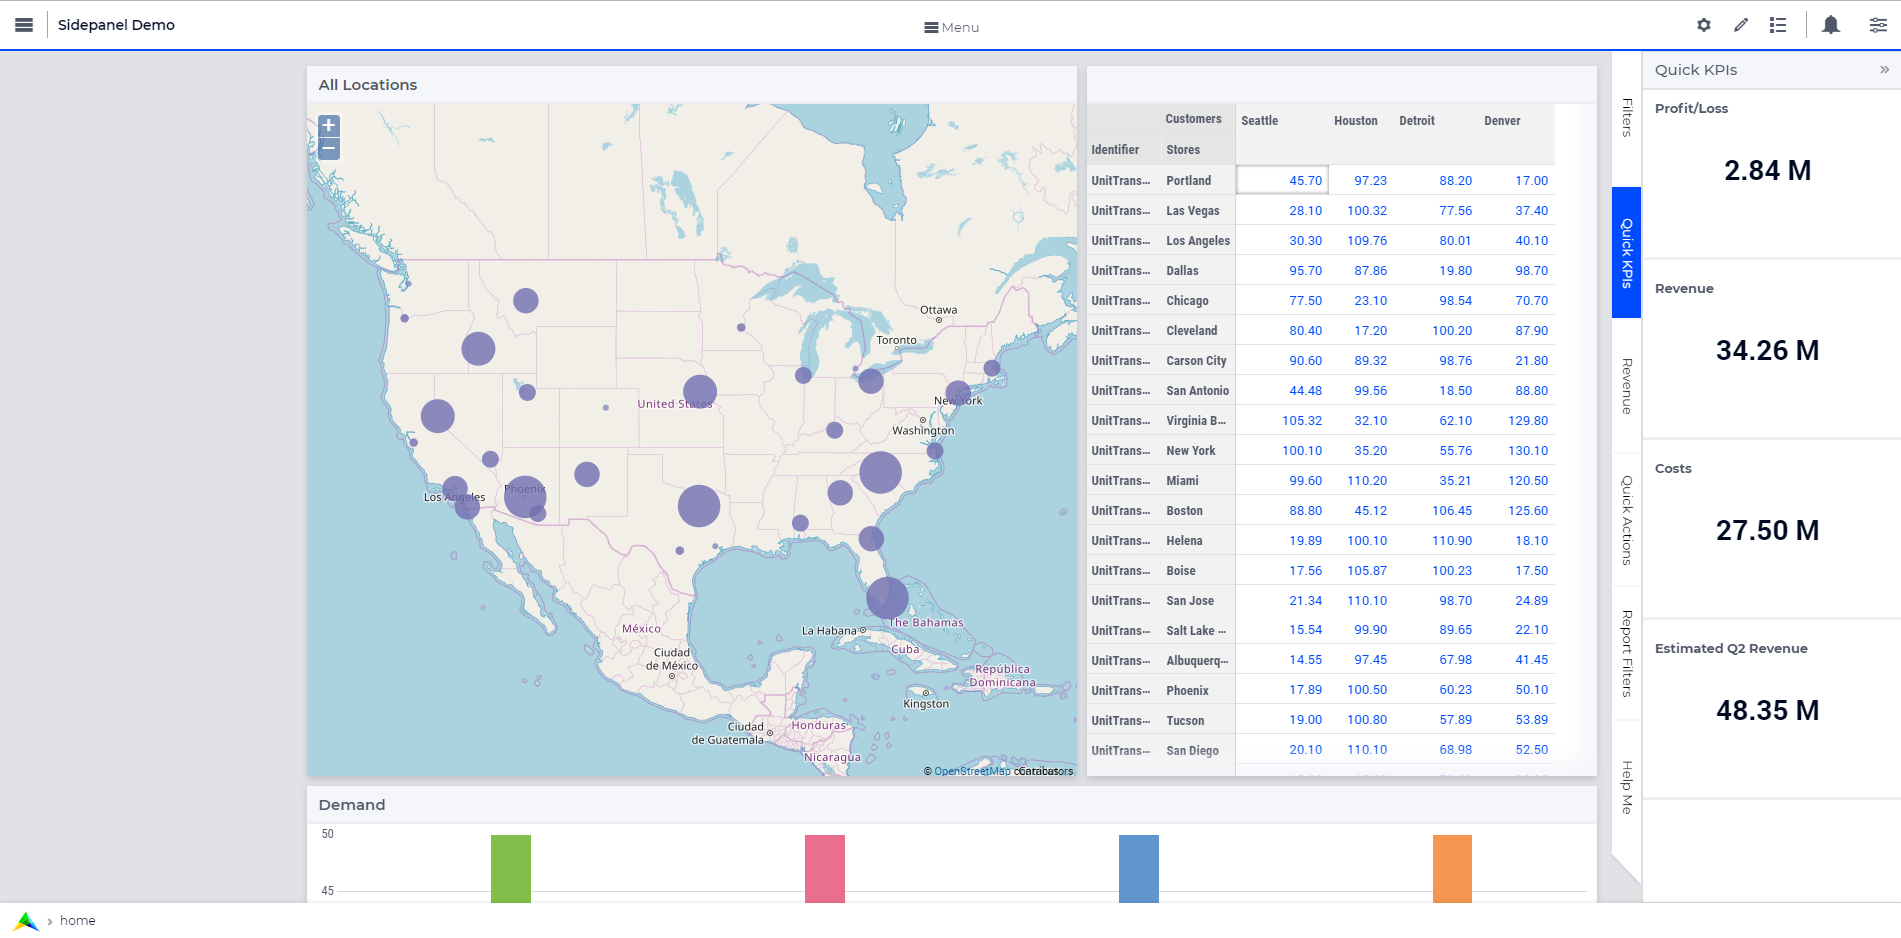 Sidepanel Demo
Menu
All Locations
+
−
Ottawa
Toronto
New York
United States
Washington
Los Angeles
Phoenix
La Habana
The Bahamas
México
Cuba
Ciudad
de México
República
Dominicana
Kingston
Ciudad
de Guatemala
Honduras
Nicaragua
© OpenStreetMap
Customers Seattle Houston Detroit Denver
Identifier Stores
UnitTrans... Portland 45.70 97.23 88.20 17.00
UnitTrans... Las Vegas 28.10 100.32 77.56 37.40
UnitTrans... Los Angeles 30.30 109.76 80.01 40.10
UnitTrans... Dallas 95.70 87.86 19.80 98.70
UnitTrans... Chicago 77.50 23.10 98.54 70.70
UnitTrans... Cleveland 80.40 17.20 100.20 87.90
UnitTrans... Carson City 90.60 89.32 98.76 21.80
UnitTrans... San Antonio 44.48 99.56 18.50 88.80
UnitTrans... Virginia B... 105.32 32.10 62.10 129.80
UnitTrans... New York 100.10 35.20 55.76 130.10
UnitTrans... Miami 99.60 110.20 35.21 120.50
UnitTrans... Boston 88.80 45.12 106.45 125.60
UnitTrans... Helena 19.89 100.10 110.90 18.10
UnitTrans... Boise 17.56 105.87 100.23 17.50
UnitTrans... San Jose 21.34 110.10 98.70 24.89
UnitTrans... Salt Lake ... 15.54 99.90 89.65 22.10
UnitTrans... Albuquerq... 14.55 97.45 67.98 41.45
UnitTrans... Phoenix 17.89 100.50 60.23 50.10
UnitTrans... Tucson 19.00 100.80 57.89 53.89
UnitTrans... San Diego 20.10 110.10 68.98 52.50
Demand
50
45
Filters
Quick KPIs
Revenue
Quick Actions
Report Filters
Help Me
Quick KPIs »
Profit/Loss
2.84 M
Revenue
34.26 M
Costs
27.50 M
Estimated Q2 Revenue
48.35 M
› home